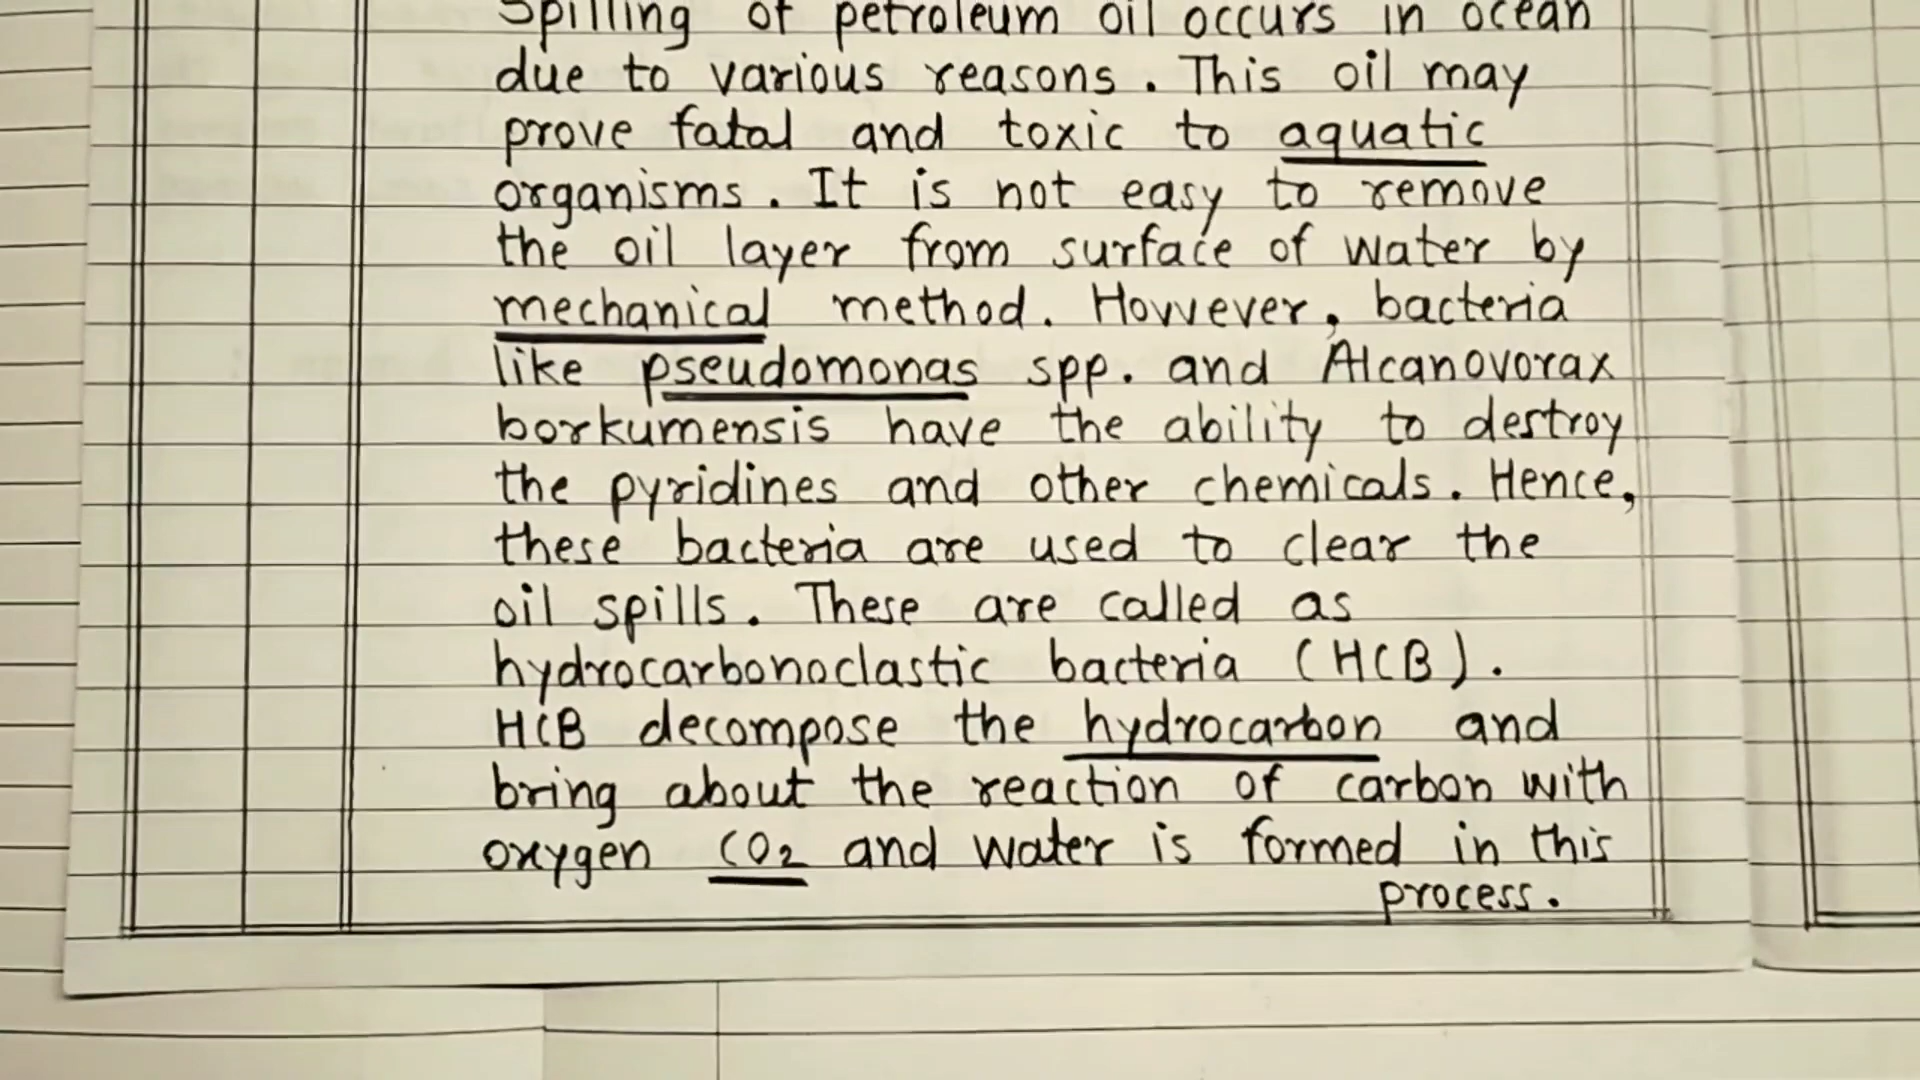 Spilling of petroleum oil occurs in ocean
due to various reasons. This oil may
prove fatal and toxic to aquatic
organisms. It is not easy to remove
the oil layer from surface of water by
mechanical method. However, bacteria
like pseudomonas spp. and Alcanovorax
borkumensis have the ability to destroy
the pyridines and other chemicals. Hence,
these bacteria are used to clear the
oil spills. These are called as
hydrocarbonoclastic bacteria (HCB).
HCB decompose the hydrocarbon and
bring about the reaction of carbon with
oxygen CO2 and water is formed in this
process.